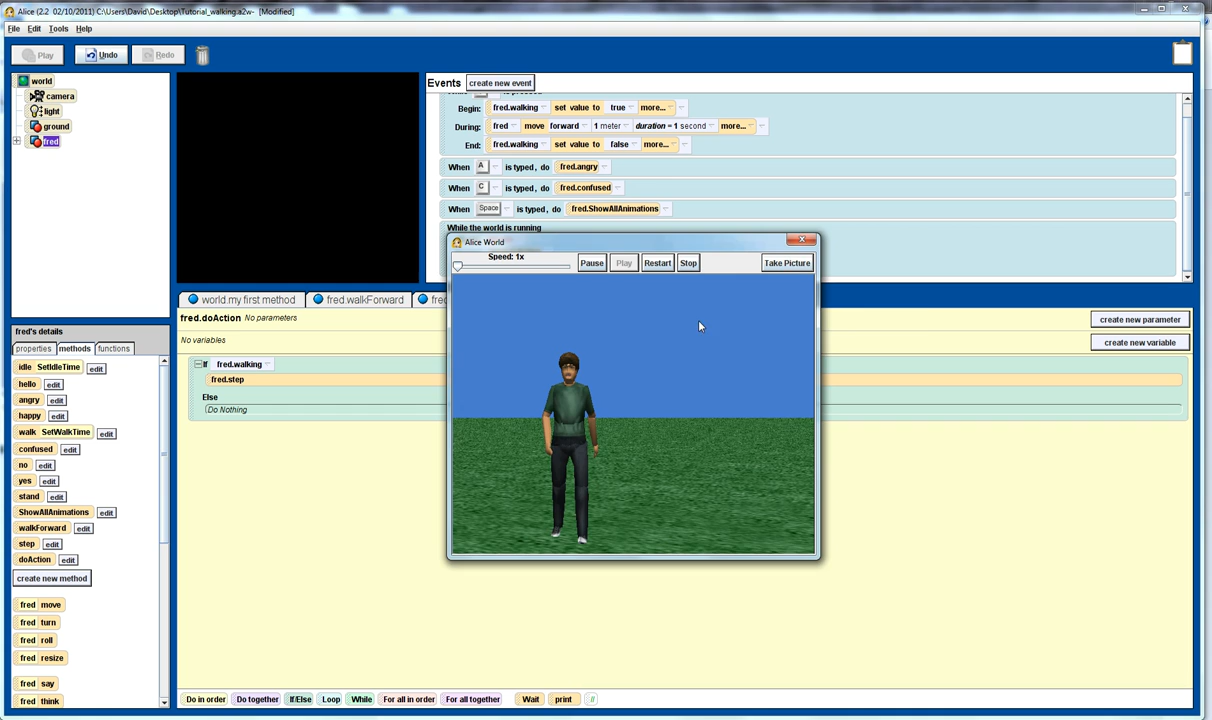 Alice (2.2 02/10/2011) C:\Users\David\Desktop\Tutorial_walking.a2w- [Modified]
File Edit Tools Help
Play Undo Redo
world
camera
light
ground
fred
Events create new event
Begin: fred.walking set value to true more...
During: fred move forward 1 meter duration = 1 second more...
End: fred.walking set value to false more...
When A is typed, do fred.angry
When C is typed, do fred.confused
When Space is typed, do fred.ShowAllAnimations
While the world is running
Alice World
Speed: 1x Pause Play Restart Stop Take Picture
world.my first method fred.walkForward
fred.doAction No parameters create new parameter
No variables create new variable
If fred.walking
fred.step
Else
(Do Nothing
fred's details
properties methods functions
idle SetIdleTime edit
hello edit
angry edit
happy edit
walk SetWalkTime edit
confused edit
no edit
yes edit
stand edit
ShowAllAnimations edit
walkForward edit
step edit
doAction edit
create new method
fred move
fred turn
fred roll
fred resize
fred say
fred think
Do in order Do together If/Else Loop While For all in order For all together Wait print //